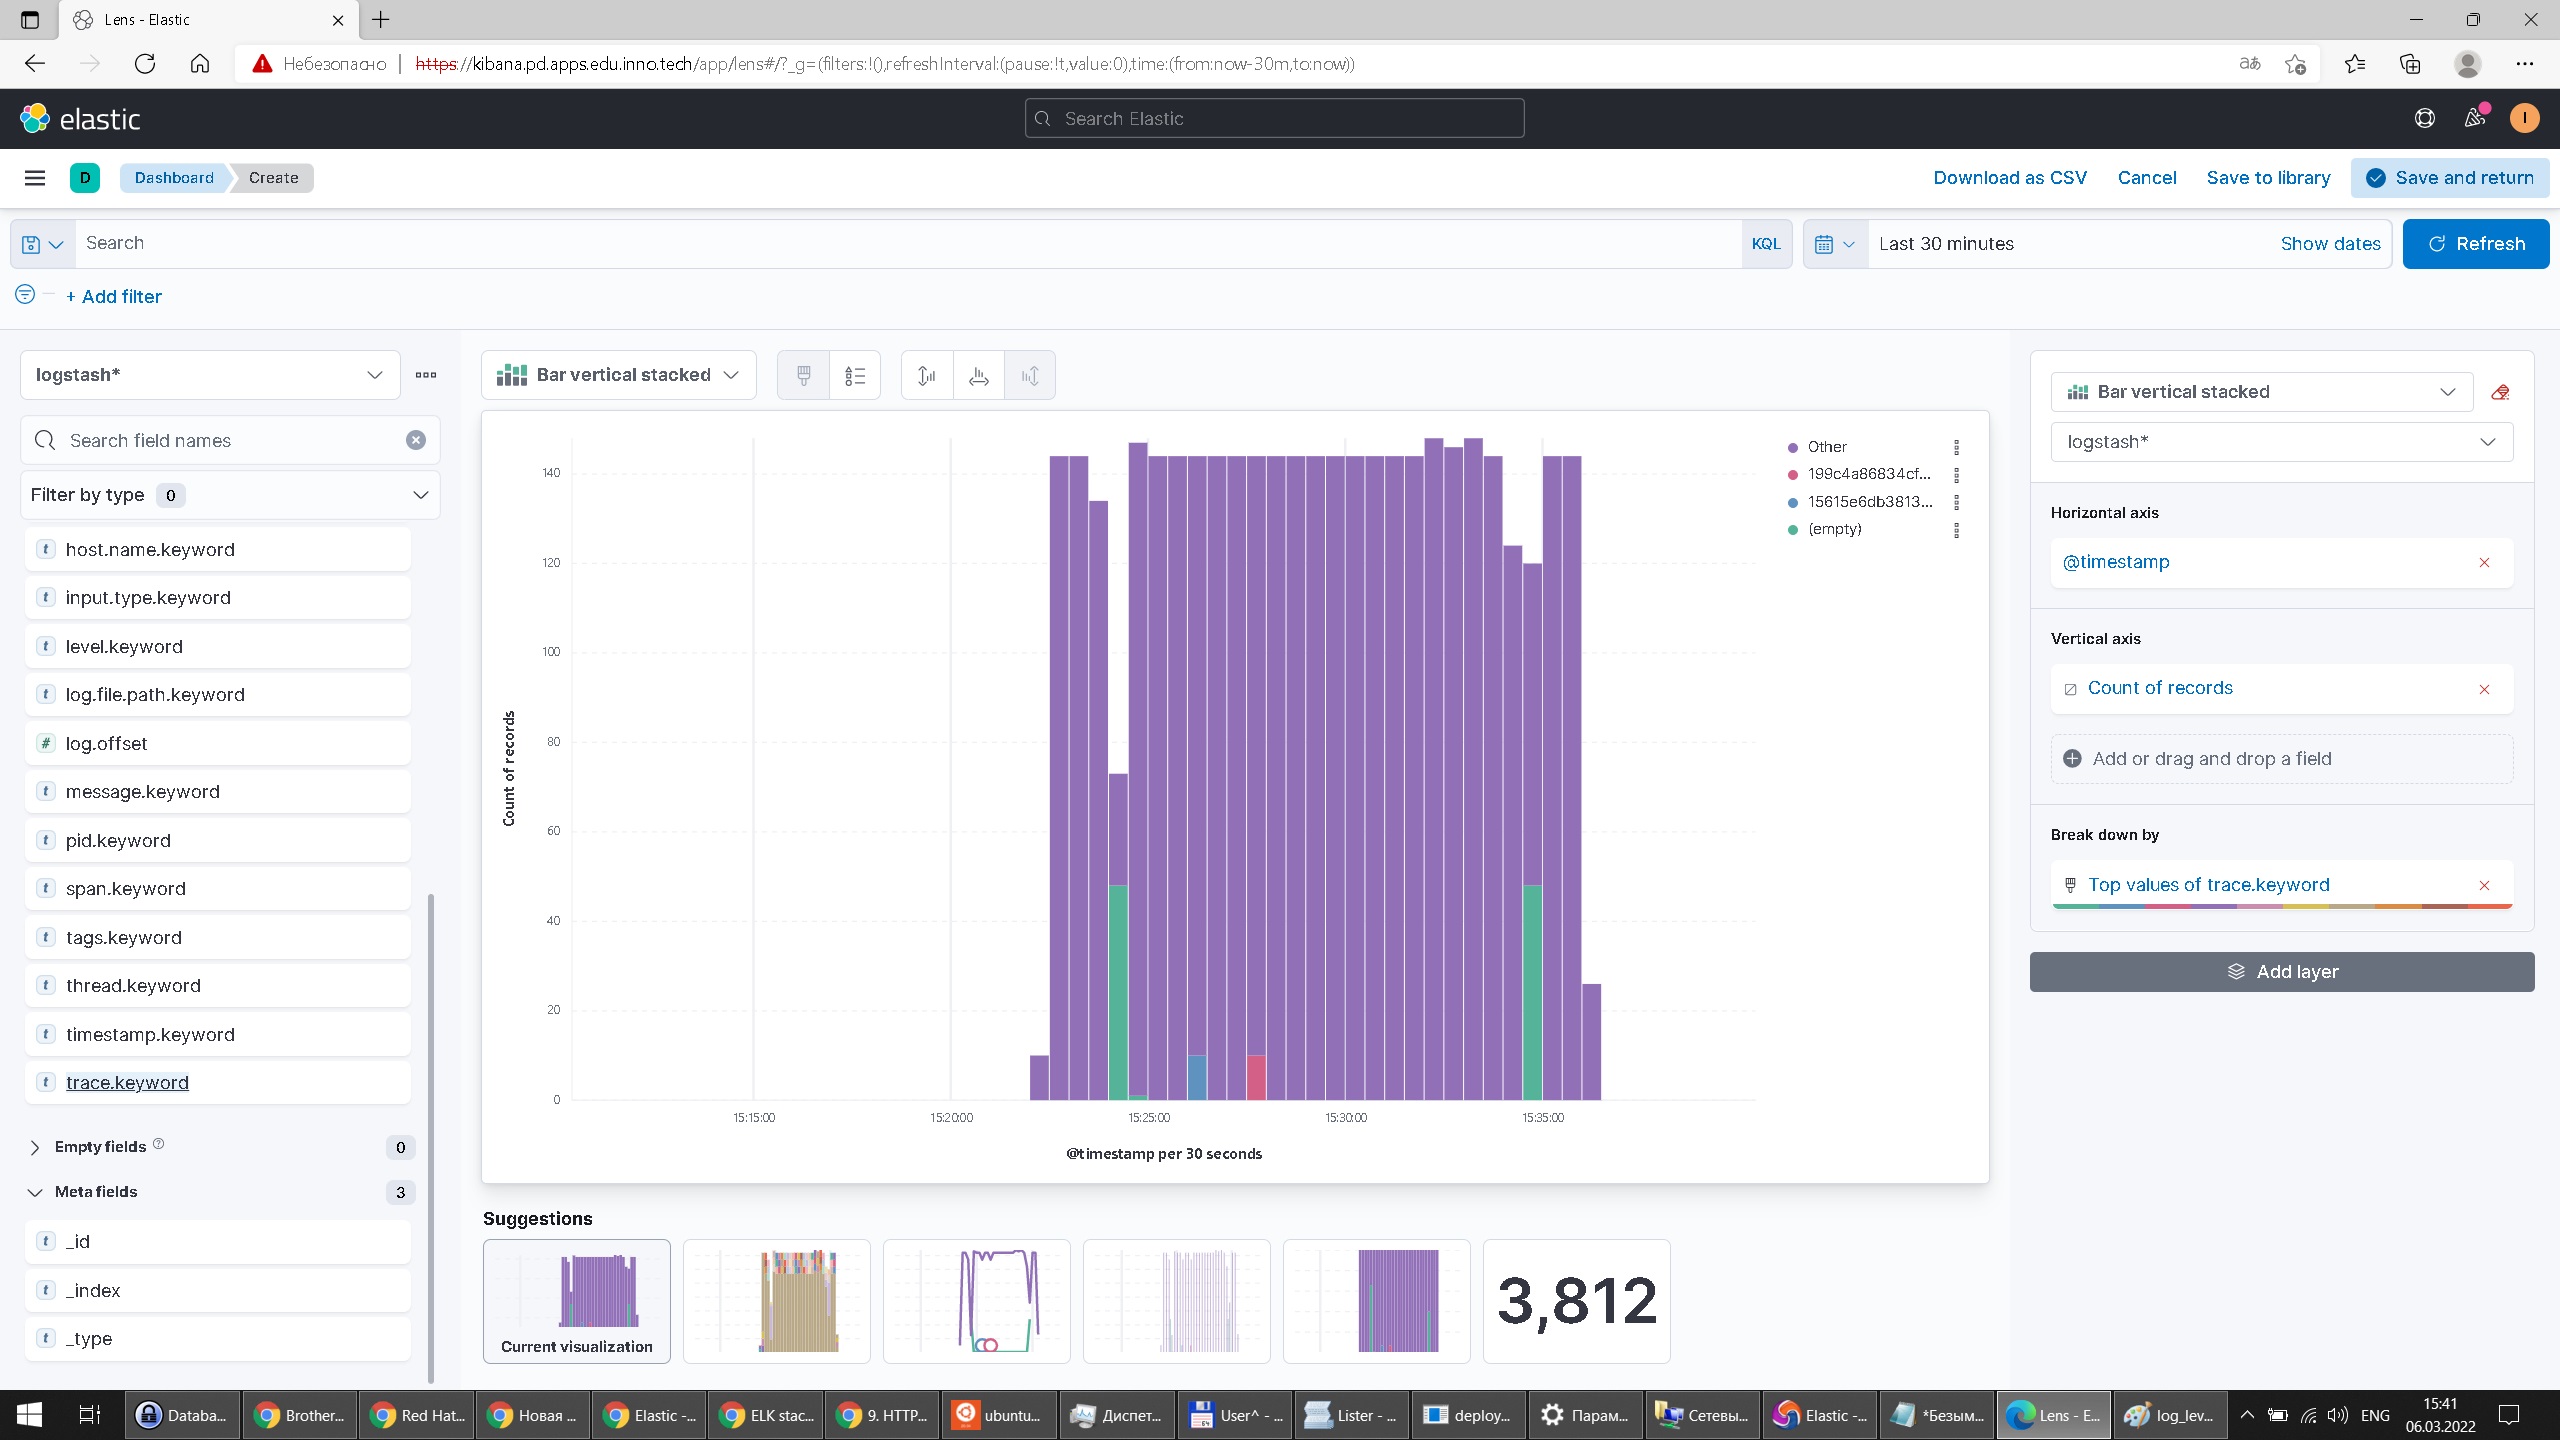 Lens - Elastic
Небезопасно
https://kibana.pd.apps.edu.inno.tech/app/lens#/?_g=(filters:!(),refreshInterval:(pause:!t,value:0),time:(from:now-30m,to:now))
elastic
Search Elastic
I
D
Dashboard
Create
Download as CSV
Cancel
Save to library
Save and return
Search
KQL
Last 30 minutes
Show dates
Refresh
+ Add filter
logstash*
Search field names
Filter by type 0
t host.name.keyword
t input.type.keyword
t level.keyword
t log.file.path.keyword
# log.offset
t message.keyword
t pid.keyword
t span.keyword
t tags.keyword
t thread.keyword
t timestamp.keyword
t trace.keyword
Empty fields 0
Meta fields 3
t _id
t _index
t _type
Bar vertical stacked
Count of records
140
120
100
80
60
40
20
0
15:15:00
15:20:00
15:25:00
15:30:00
15:35:00
@timestamp per 30 seconds
Other
199c4a86834cf...
15615e6db3813...
(empty)
Suggestions
Current visualization
3,812
Bar vertical stacked
logstash*
Horizontal axis
@timestamp
Vertical axis
Count of records
Add or drag and drop a field
Break down by
Top values of trace.keyword
Add layer
Databa...
Brother...
Red Hat...
Новая ...
Elastic -...
ELK stac...
9. HTTP...
ubuntu...
Диспет...
User^ - ...
Lister - ...
deploy...
Парам...
Сетевы...
Elastic -...
*Безым...
Lens - E...
log_lev...
ENG
15:41
06.03.2022